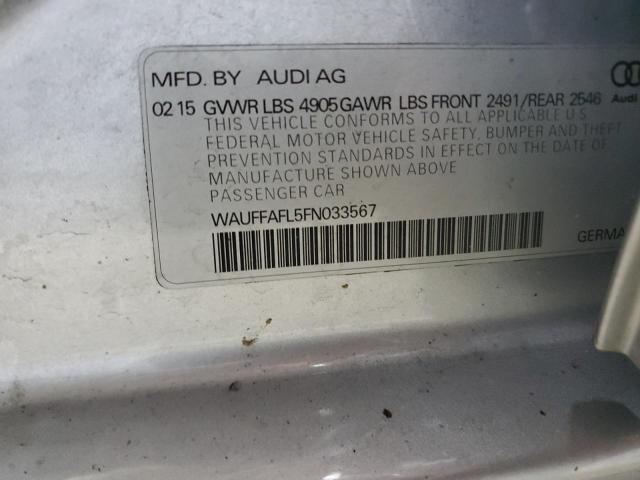 MFD. BY AUDI AG
02 15 GVWR LBS 4905 GAWR LBS FRONT 2491/REAR 2546
Audi
THIS VEHICLE CONFORMS TO ALL APPLICABLE U S
FEDERAL MOTOR VEHICLE SAFETY, BUMPER AND THEFT
PREVENTION STANDARDS IN EFFECT ON THE DATE OF
MANUFACTURE SHOWN ABOVE
PASSENGER CAR
WAUFFAFL5FN033567
GERMA